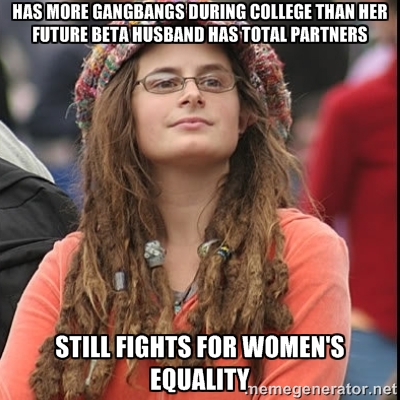 HAS MORE GANGBANGS DURING COLLEGE THAN HER
FUTURE BETA HUSBAND HAS TOTAL PARTNERS
STILL FIGHTS FOR WOMEN'S
EQUALITY
memegenerator.net